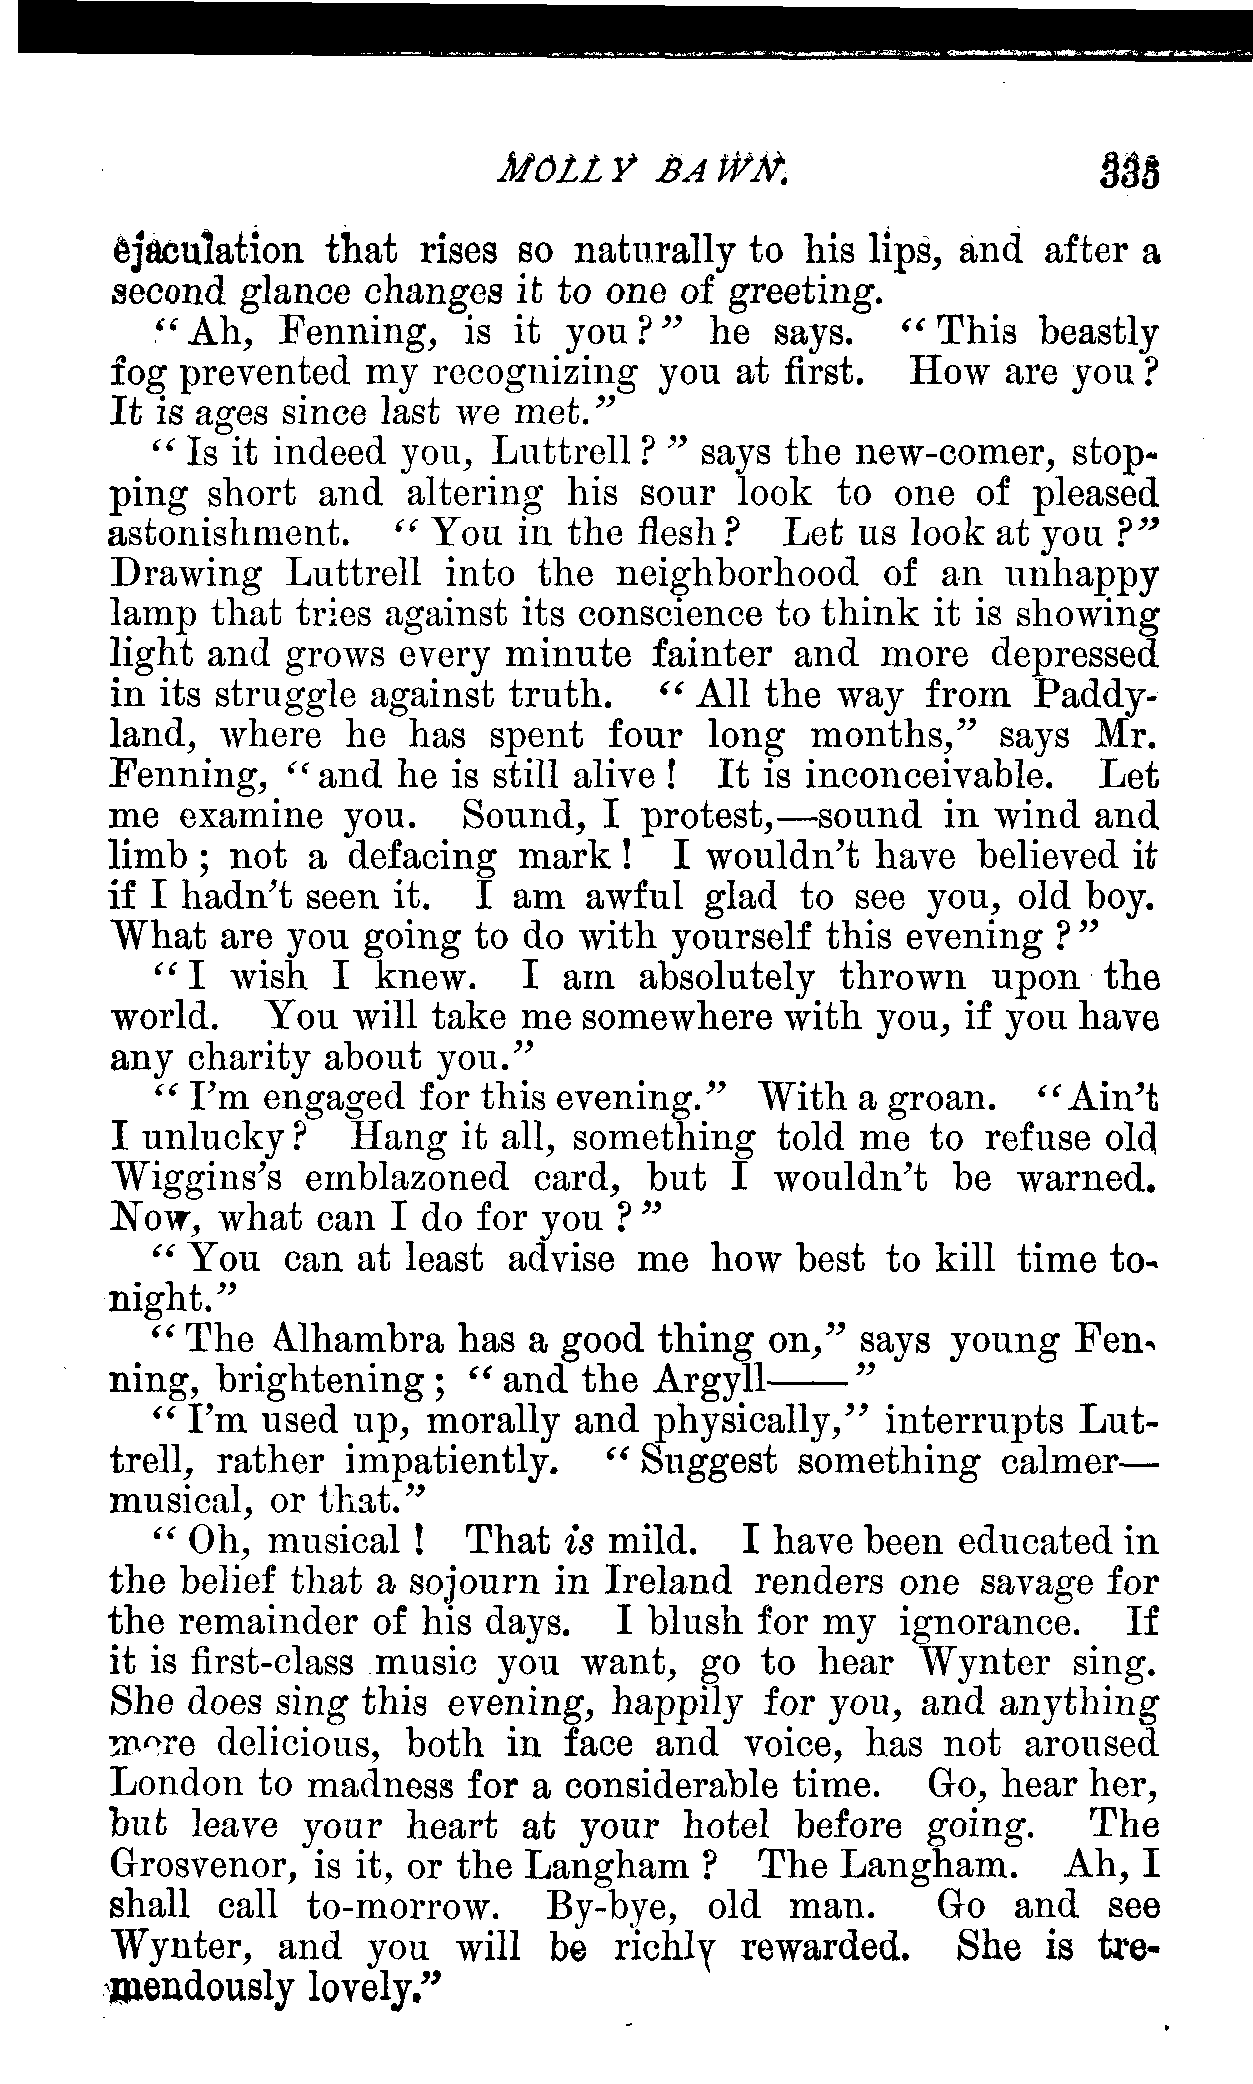 MOLLY BAWN. 335
ejaculation that rises so naturally to his lips, and after a
second glance changes it to one of greeting.
"Ah, Fenning, is it you?" he says. "This beastly
fog prevented my recognizing you at first. How are you?
It is ages since last we met."
"Is it indeed you, Luttrell?" says the new-comer, stop-
ping short and altering his sour look to one of pleased
astonishment. "You in the flesh? Let us look at you?"
Drawing Luttrell into the neighborhood of an unhappy
lamp that tries against its conscience to think it is showing
light and grows every minute fainter and more depressed
in its struggle against truth. "All the way from Paddy-
land, where he has spent four long months," says Mr.
Fenning, "and he is still alive! It is inconceivable. Let
me examine you. Sound, I protest,—sound in wind and
limb; not a defacing mark! I wouldn't have believed it
if I hadn't seen it. I am awful glad to see you, old boy.
What are you going to do with yourself this evening?"
"I wish I knew. I am absolutely thrown upon the
world. You will take me somewhere with you, if you have
any charity about you."
"I'm engaged for this evening." With a groan. "Ain't
I unlucky? Hang it all, something told me to refuse old
Wiggins's emblazoned card, but I wouldn't be warned.
Now, what can I do for you?"
"You can at least advise me how best to kill time to-
night."
"The Alhambra has a good thing on," says young Fen-
ning, brightening; "and the Argyll——"
"I'm used up, morally and physically," interrupts Lut-
trell, rather impatiently. "Suggest something calmer—
musical, or that."
"Oh, musical! That is mild. I have been educated in
the belief that a sojourn in Ireland renders one savage for
the remainder of his days. I blush for my ignorance. If
it is first-class music you want, go to hear Wynter sing.
She does sing this evening, happily for you, and anything
more delicious, both in face and voice, has not aroused
London to madness for a considerable time. Go, hear her,
but leave your heart at your hotel before going. The
Grosvenor, is it, or the Langham? The Langham. Ah, I
shall call to-morrow. By-bye, old man. Go and see
Wynter, and you will be richly rewarded. She is tre-
mendously lovely."